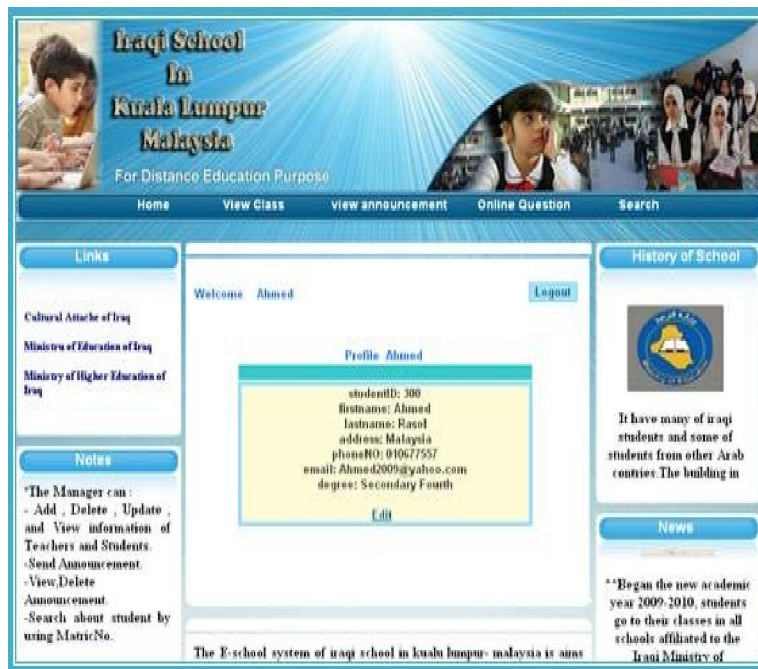 Iraqi School
In
Kuala Lumpur
Malaysia
For Distance Education Purpose
Home View Class view announcement Online Question Search
Links
Cultural Attache of Iraq
Ministru of Education of Iraq
Ministry of Higher Education of
Iraq
Notes
*The Manager can :
- Add , Delete , Update ,
and View information of
Teachers and Students.
-Send Announcement.
-View,Delete
Announcement.
-Search about student by
using MatricNo.
Welcome Ahmed
Logout
Profile Ahmed
studentID: 300
firstname: Ahmed
lastname: Rasol
address: Malaysia
phoneNO: 010677557
email: Ahmed2009@yahoo.com
degree: Secondary Fourth
Edit
The E-school system of iraqi school in kualu lumpur- malaysia is aims
History of School
It have many of iraqi
students and some of
students from other Arab
contries.The building in
News
**Began the new academic
year 2009-2010, students
go to their classes in all
schools affiliated to the
Iraqi Ministry of